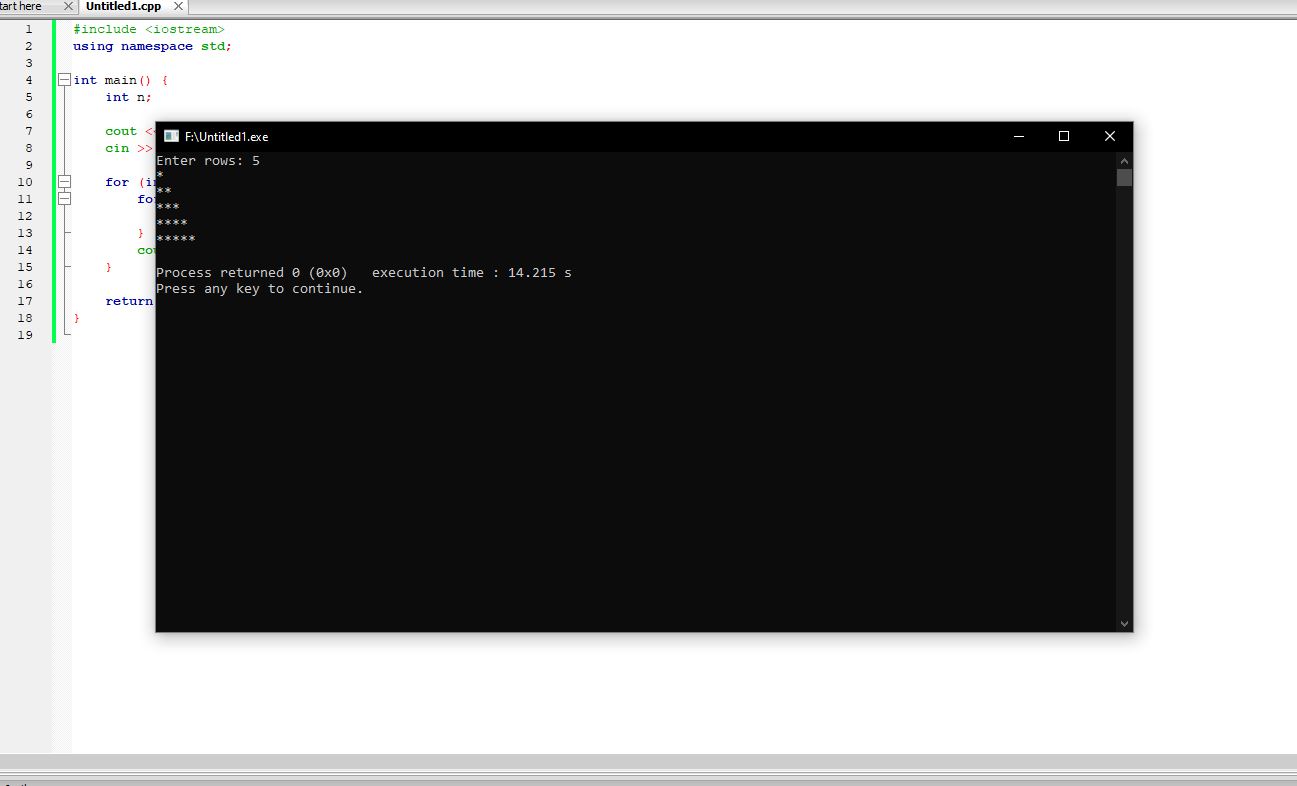 tart here
Untitled1.cpp
1 #include <iostream>
2 using namespace std;
3
4 int main() {
5 int n;
6
7 cout <
8 cin >>
9
10 for (i
11 fo
12
13 }
14 cou
15 }
16
17 return
18 }
19
F:\Untitled1.exe
Enter rows: 5
*
**
***
****
*****
Process returned 0 (0x0) execution time : 14.215 s
Press any key to continue.